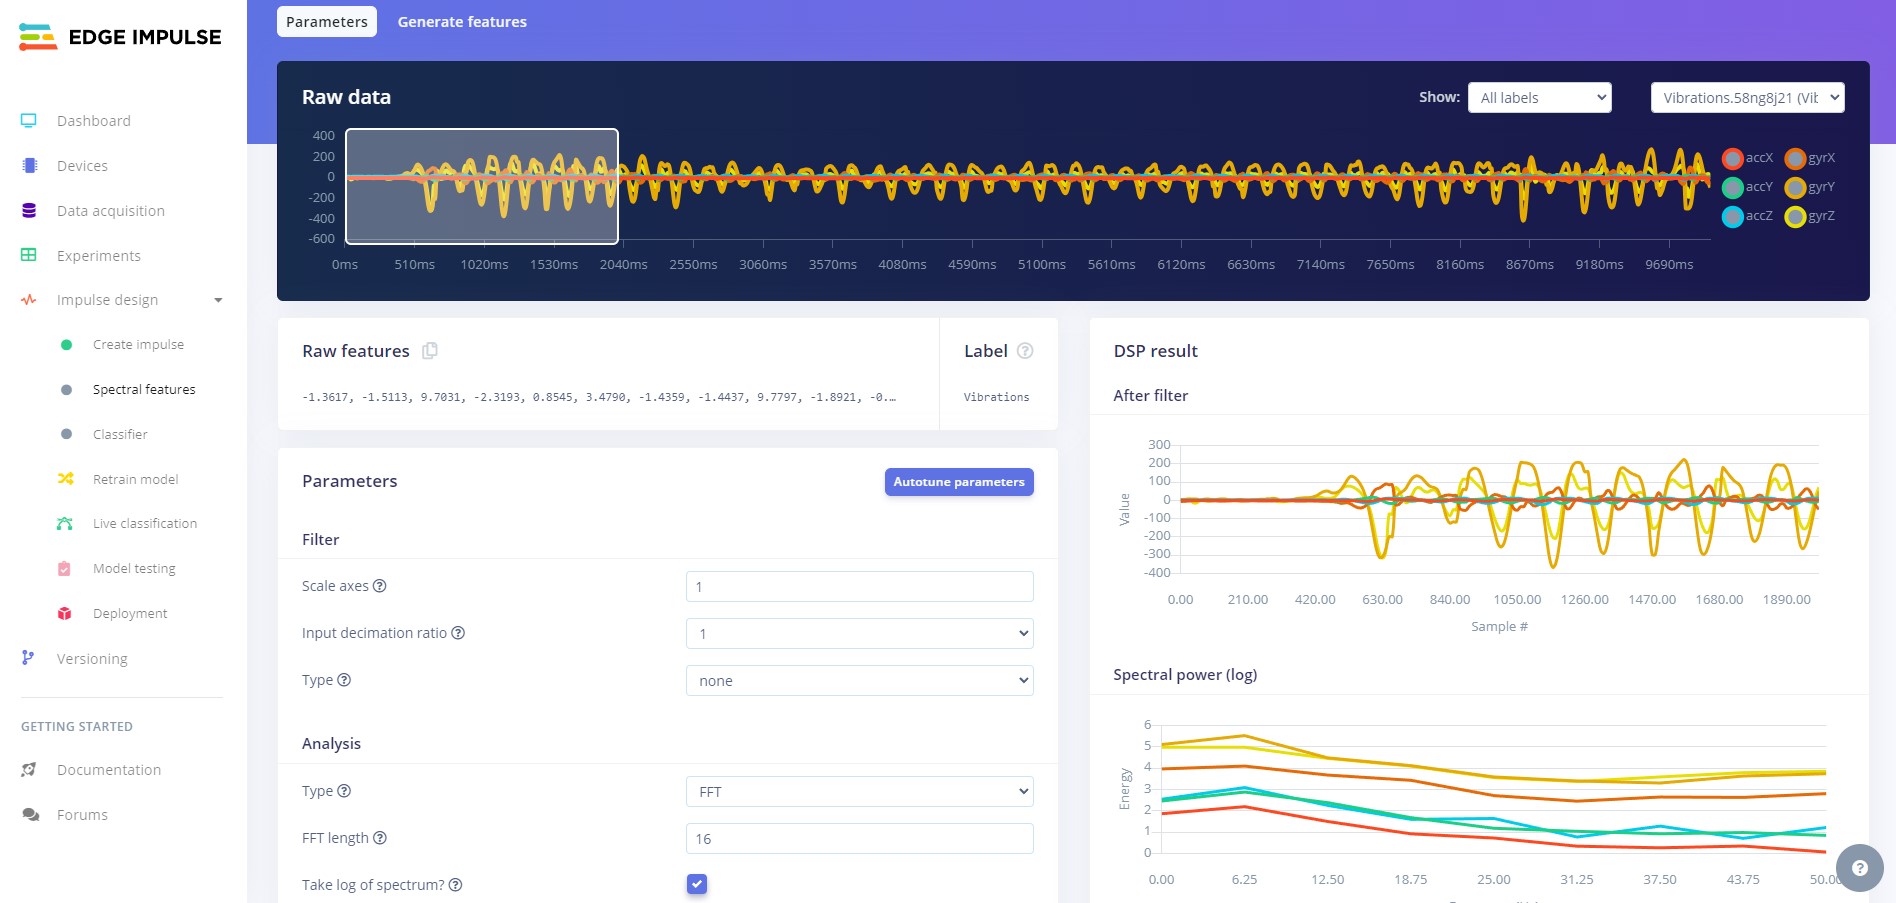 EDGE IMPULSE
Dashboard
Devices
Data acquisition
Experiments
Impulse design
Create impulse
Spectral features
Classifier
Retrain model
Live classification
Model testing
Deployment
Versioning
GETTING STARTED
Documentation
Forums
Parameters Generate features
Raw data
Show: All labels Vibrations.58ng8j21 (Vit
400
200
0
-200
-400
-600
0ms 510ms 1020ms 1530ms 2040ms 2550ms 3060ms 3570ms 4080ms 4590ms 5100ms 5610ms 6120ms 6630ms 7140ms 7650ms 8160ms 8670ms 9180ms 9690ms
accX gyrX
accY gyrY
accZ gyrZ
Raw features
-1.3617, -1.5113, 9.7031, -2.3193, 0.8545, 3.4790, -1.4359, -1.4437, 9.7797, -1.8921, -0.…
Label ?
Vibrations
Parameters
Autotune parameters
Filter
Scale axes ? 1
Input decimation ratio ? 1
Type ? none
Analysis
Type ? FFT
FFT length ? 16
Take log of spectrum? ?
DSP result
After filter
300
200
100
0
-100
-200
-300
-400
Value
0.00 210.00 420.00 630.00 840.00 1050.00 1260.00 1470.00 1680.00 1890.00
Sample #
Spectral power (log)
6
5
4
3
2
1
0
Energy
0.00 6.25 12.50 18.75 25.00 31.25 37.50 43.75 50.00
?